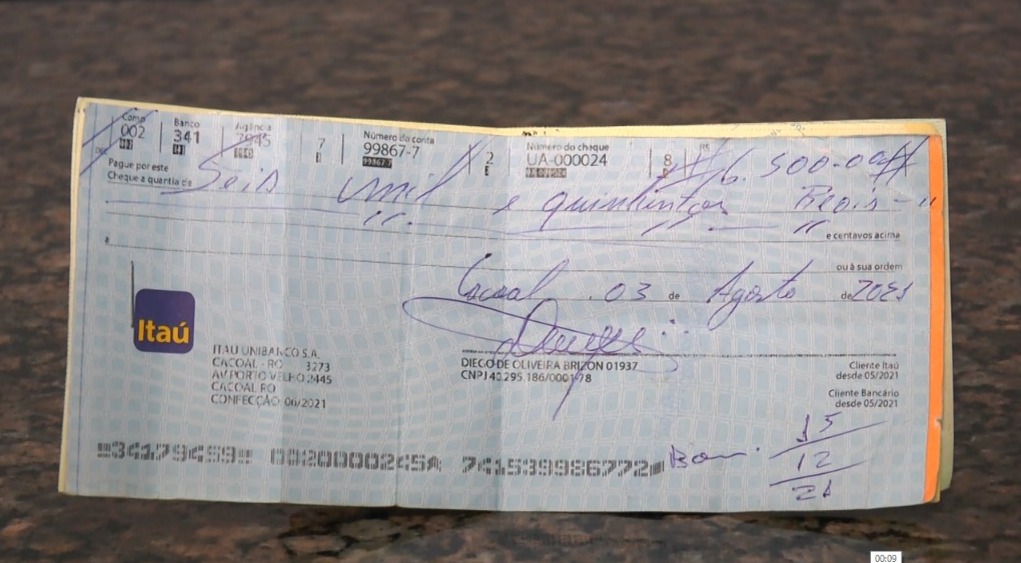 Comp Banco Agência Número da conta Número do cheque R$
002 341 7945 7 99867-7 2 UA-000024 8 #6.500-00#
Pague por este
Cheque a quantia de Seis mil e quinhentos Reais-"
e centavos acima
a
ou à sua ordem
Cacoal 03 de Agosto de 2021
Itaú
ITAÚ UNIBANCO S.A.
CACOAL - RO 3273
AV PORTO VELHO 2445
CACOAL RO
CONFECÇÃO: 06/2021
DIEGO DE OLIVEIRA BRIZON 01937
CNPJ 42.295.186/0001-78
Cliente Itaú
desde 05/2021
Cliente Bancário
desde 05/2021
Bom. 15
12
21
00:09